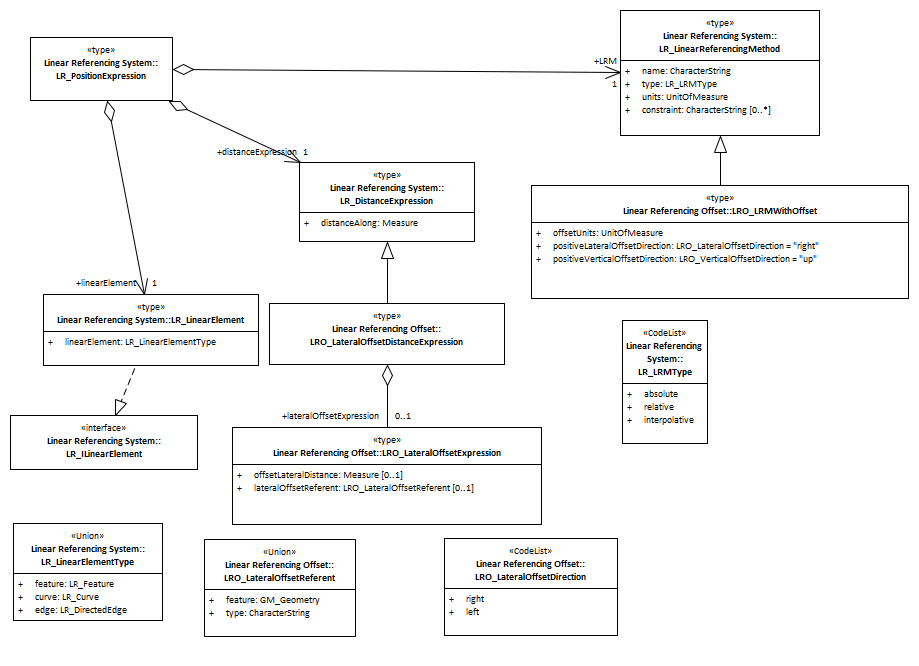 «type»
Linear Referencing System::
LR_PositionExpression
«type»
Linear Referencing System::
LR_LinearReferencingMethod
+ name: CharacterString
+ type: LR_LRMType
+ units: UnitOfMeasure
+ constraint: CharacterString [0..*]
+LRM
1
+distanceExpression 1
«type»
Linear Referencing System::
LR_DistanceExpression
+ distanceAlong: Measure
«type»
Linear Referencing Offset::LRO_LRMWithOffset
+ offsetUnits: UnitOfMeasure
+ positiveLateralOffsetDirection: LRO_LateralOffsetDirection = "right"
+ positiveVerticalOffsetDirection: LRO_VerticalOffsetDirection = "up"
+linearElement 1
«type»
Linear Referencing System::LR_LinearElement
+ linearElement: LR_LinearElementType
«type»
Linear Referencing Offset::
LRO_LateralOffsetDistanceExpression
«CodeList»
Linear Referencing
System::
LR_LRMType
+ absolute
+ relative
+ interpolative
«interface»
Linear Referencing System::
LR_ILinearElement
+lateralOffsetExpression 0..1
«type»
Linear Referencing Offset::LRO_LateralOffsetExpression
+ offsetLateralDistance: Measure [0..1]
+ lateralOffsetReferent: LRO_LateralOffsetReferent [0..1]
«Union»
Linear Referencing System::
LR_LinearElementType
+ feature: LR_Feature
+ curve: LR_Curve
+ edge: LR_DirectedEdge
«Union»
Linear Referencing Offset::
LRO_LateralOffsetReferent
+ feature: GM_Geometry
+ type: CharacterString
«CodeList»
Linear Referencing Offset::
LRO_LateralOffsetDirection
+ right
+ left